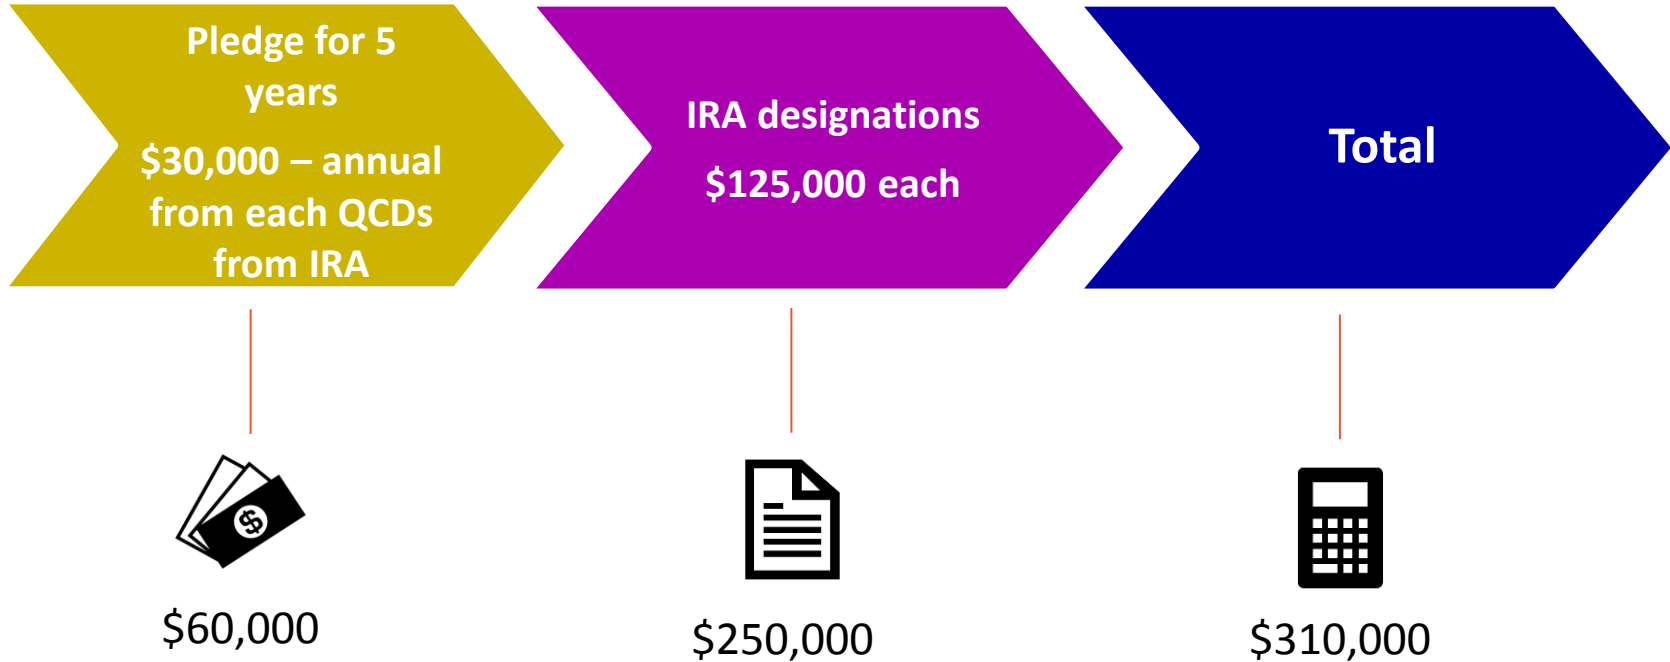 Pledge for 5
years
$30,000 – annual
from each QCDs
from IRA
IRA designations
$125,000 each
Total
$
$60,000
$250,000
$310,000